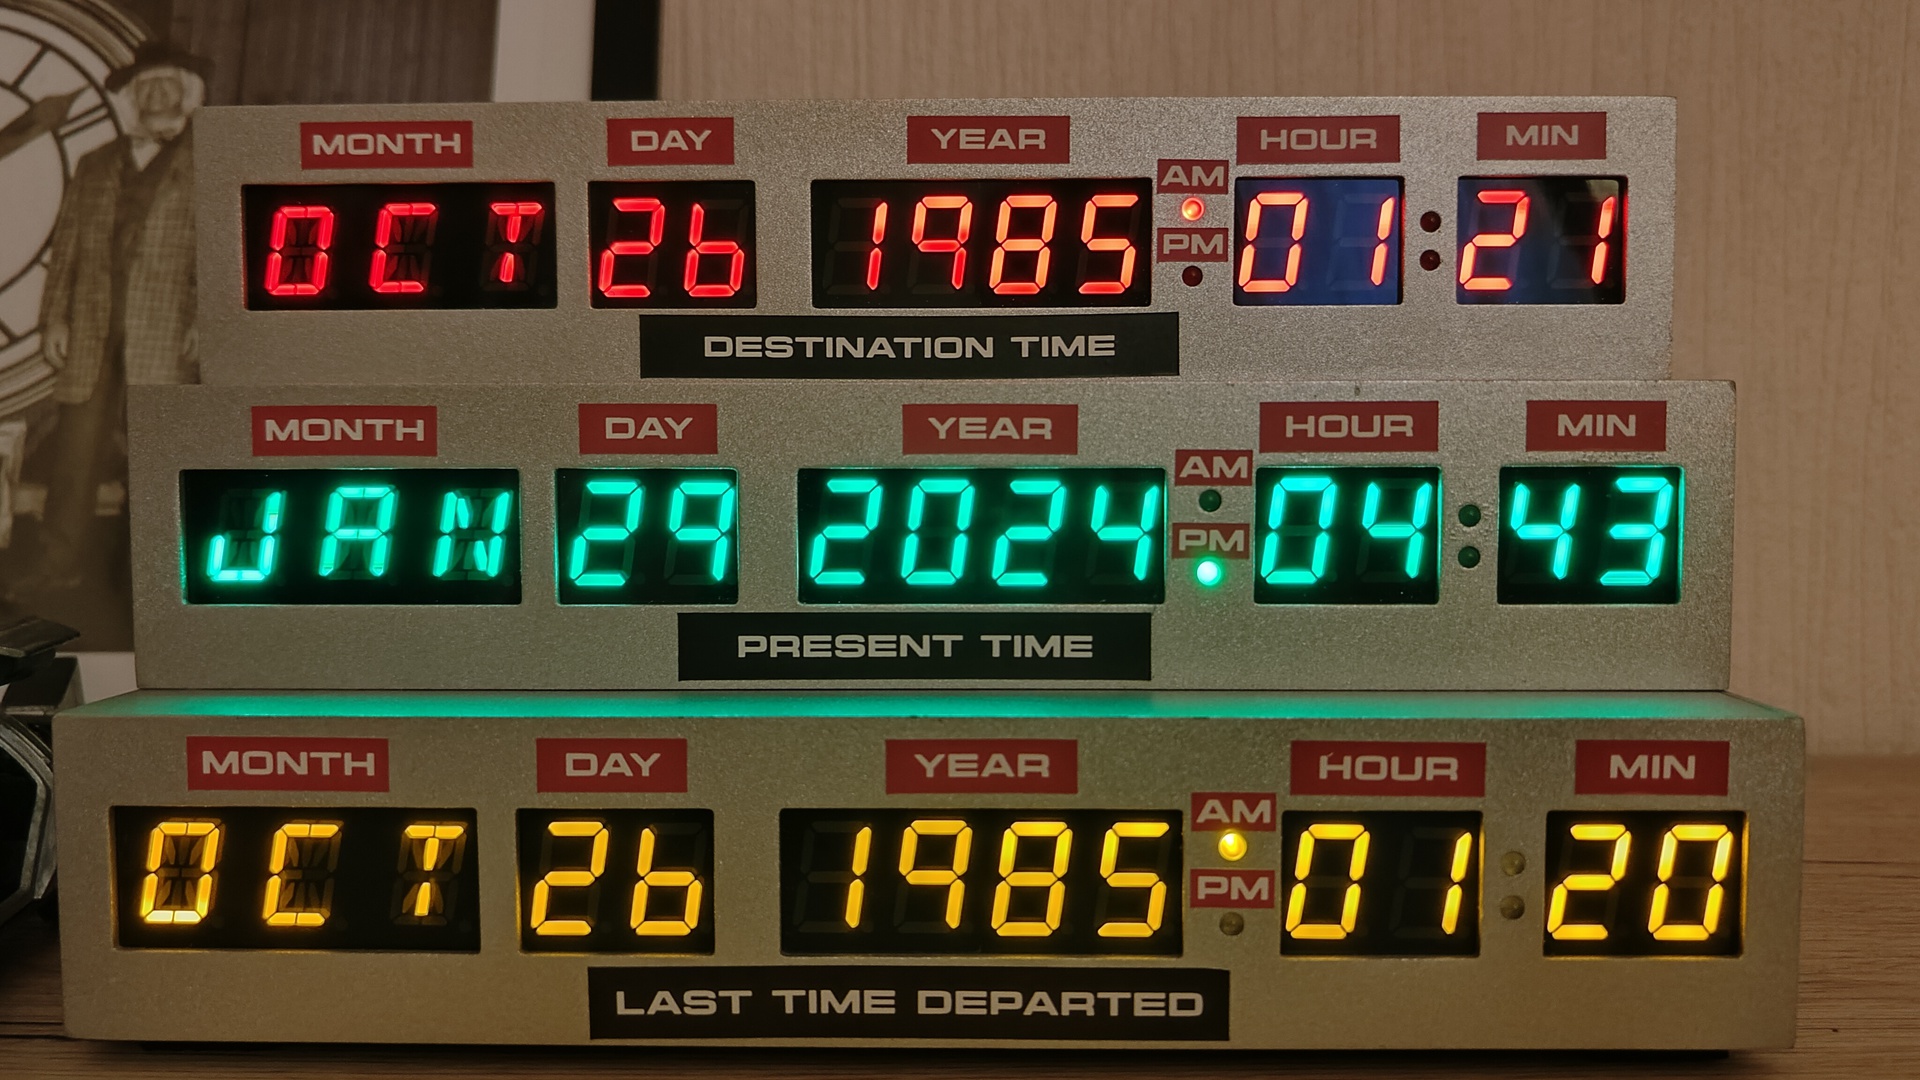 MONTH DAY YEAR HOUR MIN
AM
OCT 26 1985 01 : 21
PM
DESTINATION TIME
MONTH DAY YEAR HOUR MIN
AM
JAN 29 2024 04 : 43
PM
PRESENT TIME
MONTH DAY YEAR HOUR MIN
AM
OCT 26 1985 01 : 20
PM
LAST TIME DEPARTED